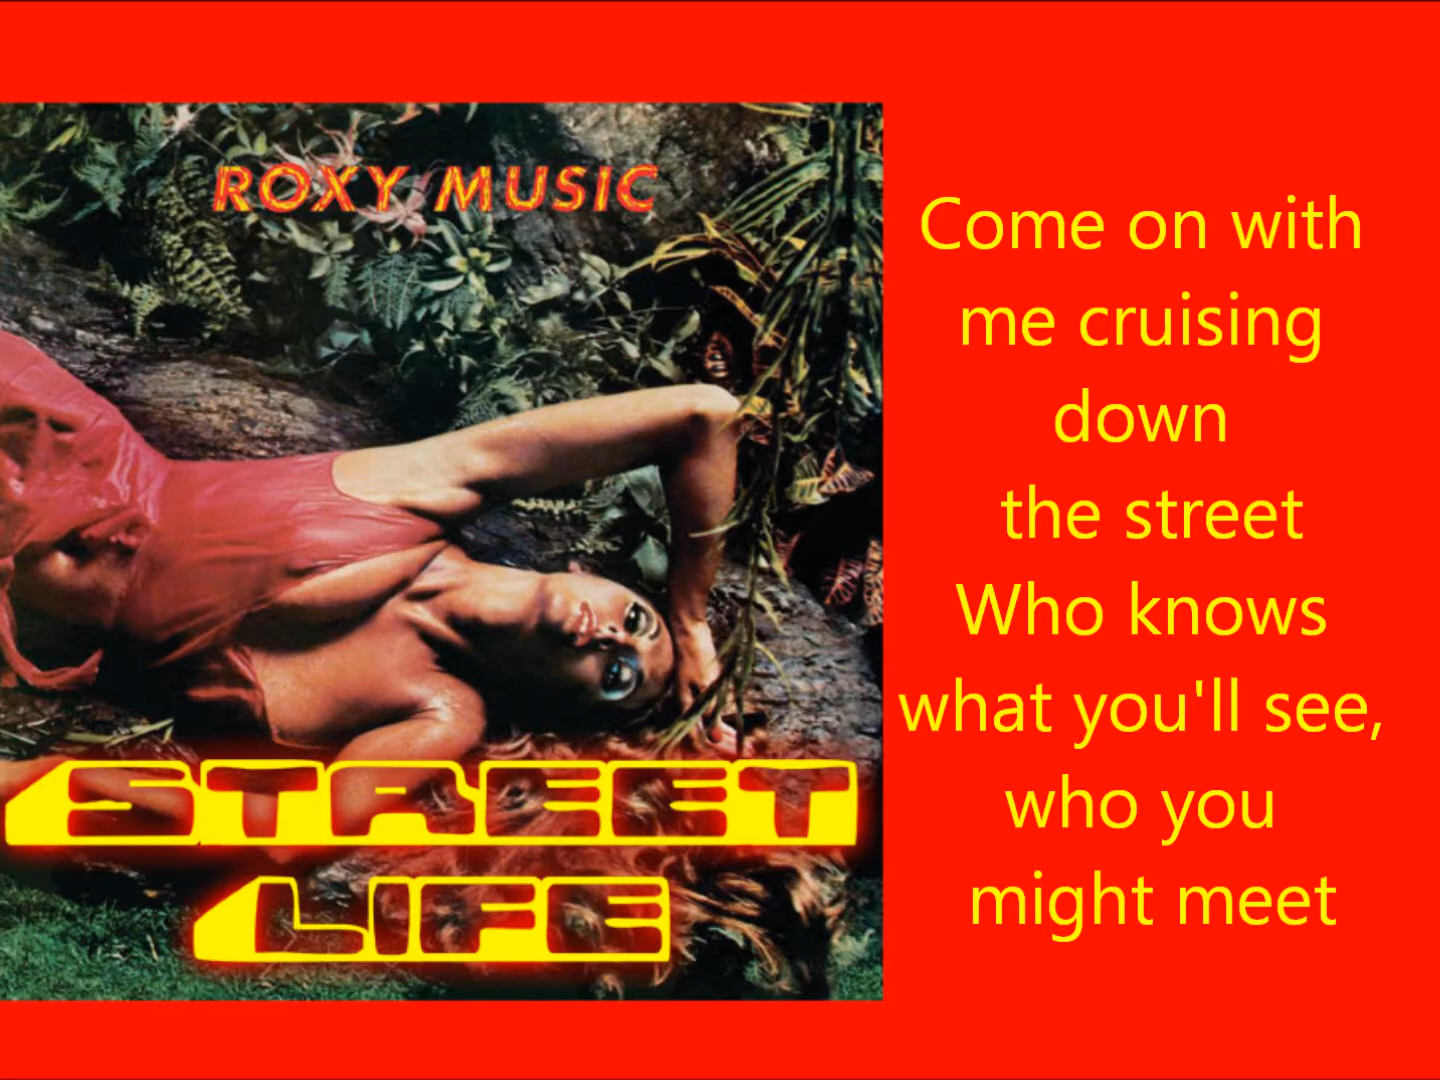 ROXY MUSIC
STREET
LIFE
Come on with
me cruising
down
the street
Who knows
what you'll see,
who you
might meet